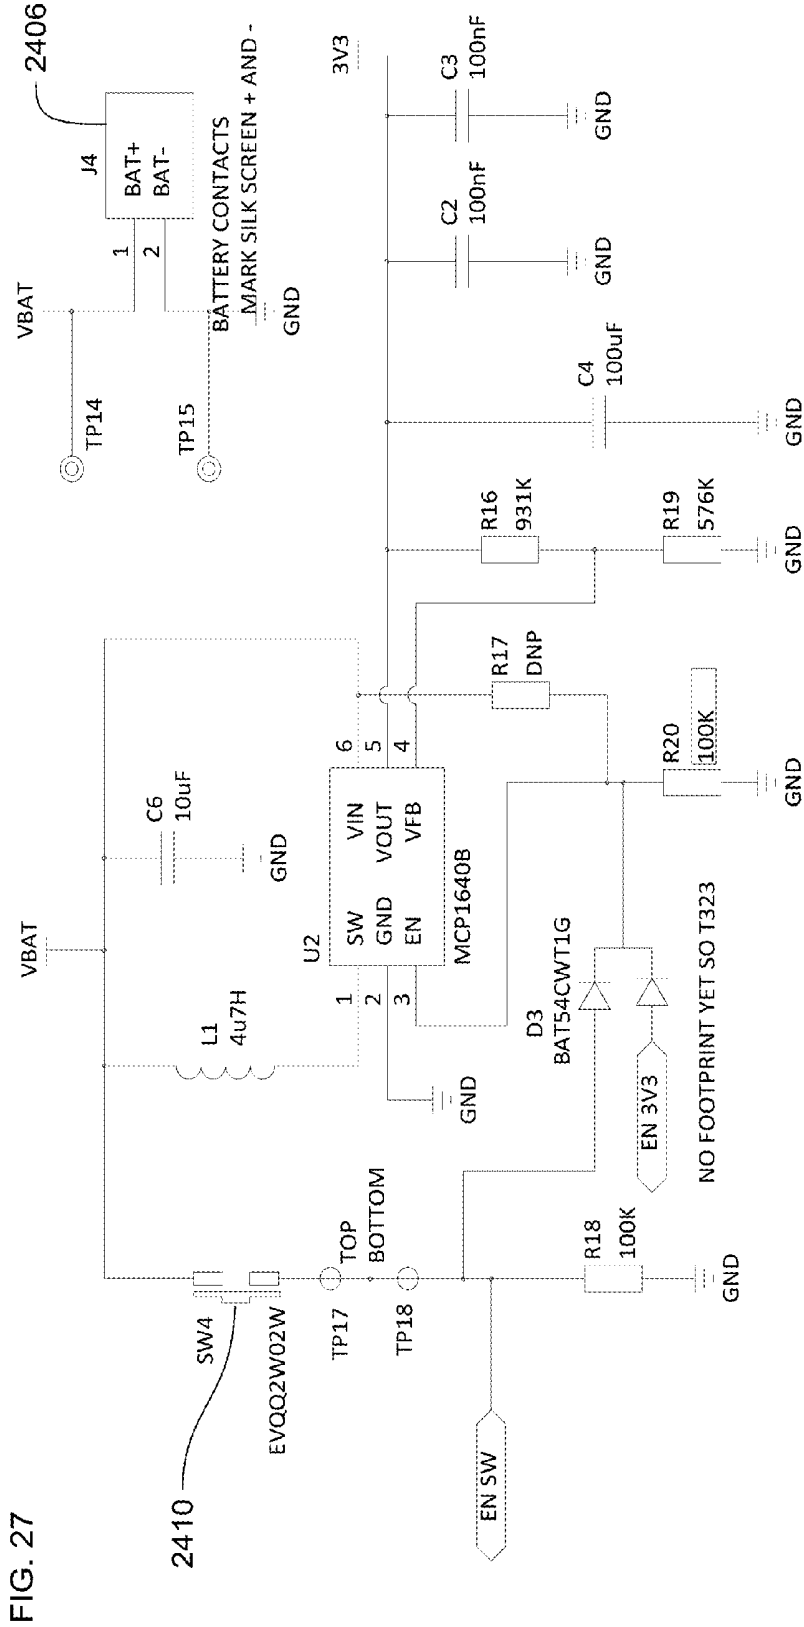 FIG. 27
2410
SW4
EVQQ2W02W
TP17
TP18
TOP
BOTTOM
EN SW
R18
100K
GND
VBAT
L1
4u7H
C6
10uF
GND
U2
SW
GND
EN
VIN
VOUT
VFB
1
2
3
6
5
4
MCP1640B
GND
D3
BAT54CWT1G
EN 3V3
NO FOOTPRINT YET SO T323
R17
DNP
R20
100K
GND
R16
931K
R19
576K
GND
C4
100uF
GND
C2
100nF
GND
C3
100nF
GND
3V3
VBAT
TP14
TP15
1
2
J4
BAT+
BAT-
2406
BATTERY CONTACTS
MARK SILK SCREEN + AND -
GND